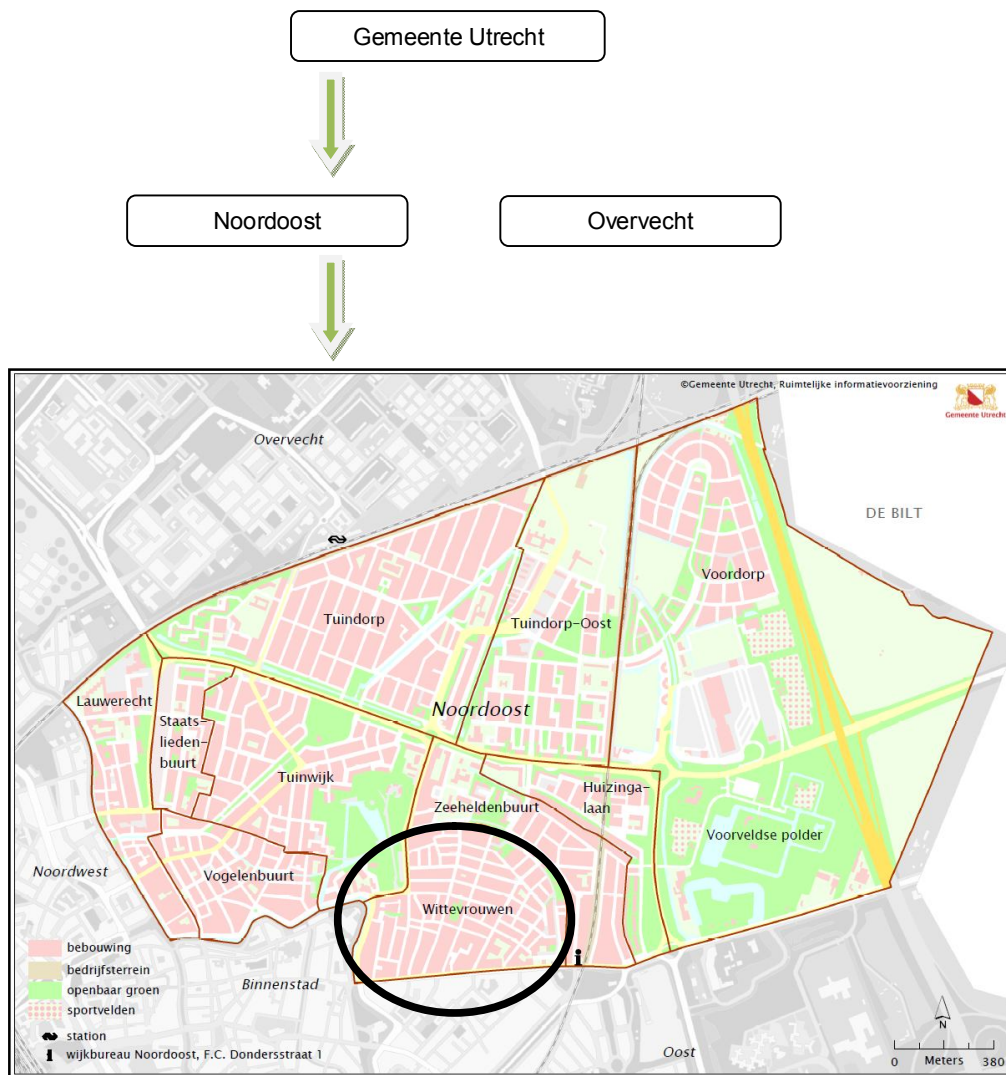 Gemeente Utrecht
Noordoost
Overvecht
©Gemeente Utrecht, Ruimtelijke informatievoorziening
Gemeente Utrecht
Overvecht
DE BILT
Voordorp
Tuindorp
Tuindorp-Oost
Lauwerecht
Noordoost
Staats-
lieden-
buurt
Tuinwijk
Huizinga-
laan
Zeeheldenbuurt
Voorveldse polder
Noordwest
Vogelenbuurt
Wittevrouwen
bebouwing
bedrijfsterrein
openbaar groen
sportvelden
Binnenstad
i
N
station
i wijkbureau Noordoost, F.C. Dondersstraat 1
Oost
0 Meters 380